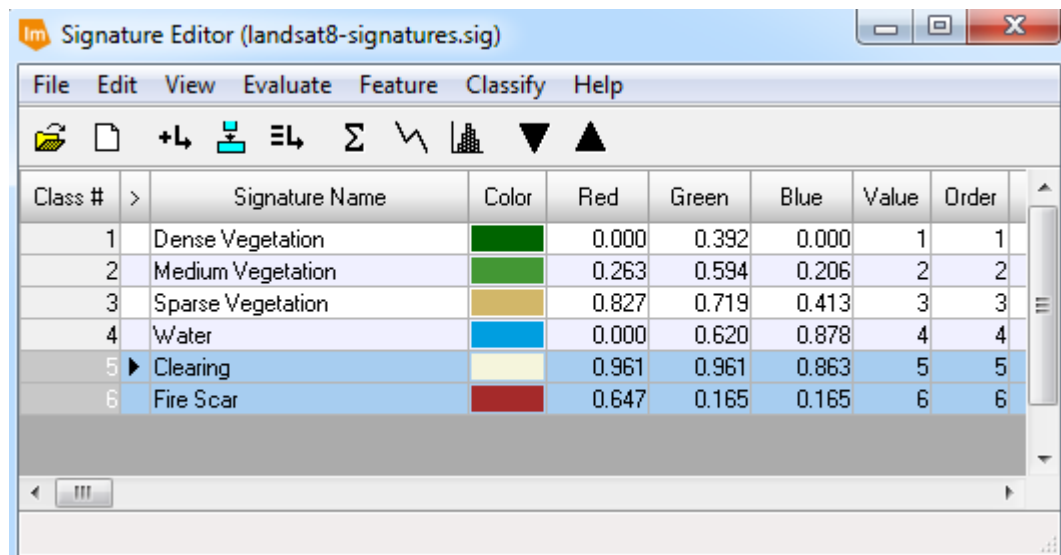 Im Signature Editor (landsat8-signatures.sig)
File Edit View Evaluate Feature Classify Help
Σ
Class # > Signature Name Color Red Green Blue Value Order
1 Dense Vegetation 0.000 0.392 0.000 1 1
2 Medium Vegetation 0.263 0.594 0.206 2 2
3 Sparse Vegetation 0.827 0.719 0.413 3 3
4 Water 0.000 0.620 0.878 4 4
5 Clearing 0.961 0.961 0.863 5 5
6 Fire Scar 0.647 0.165 0.165 6 6